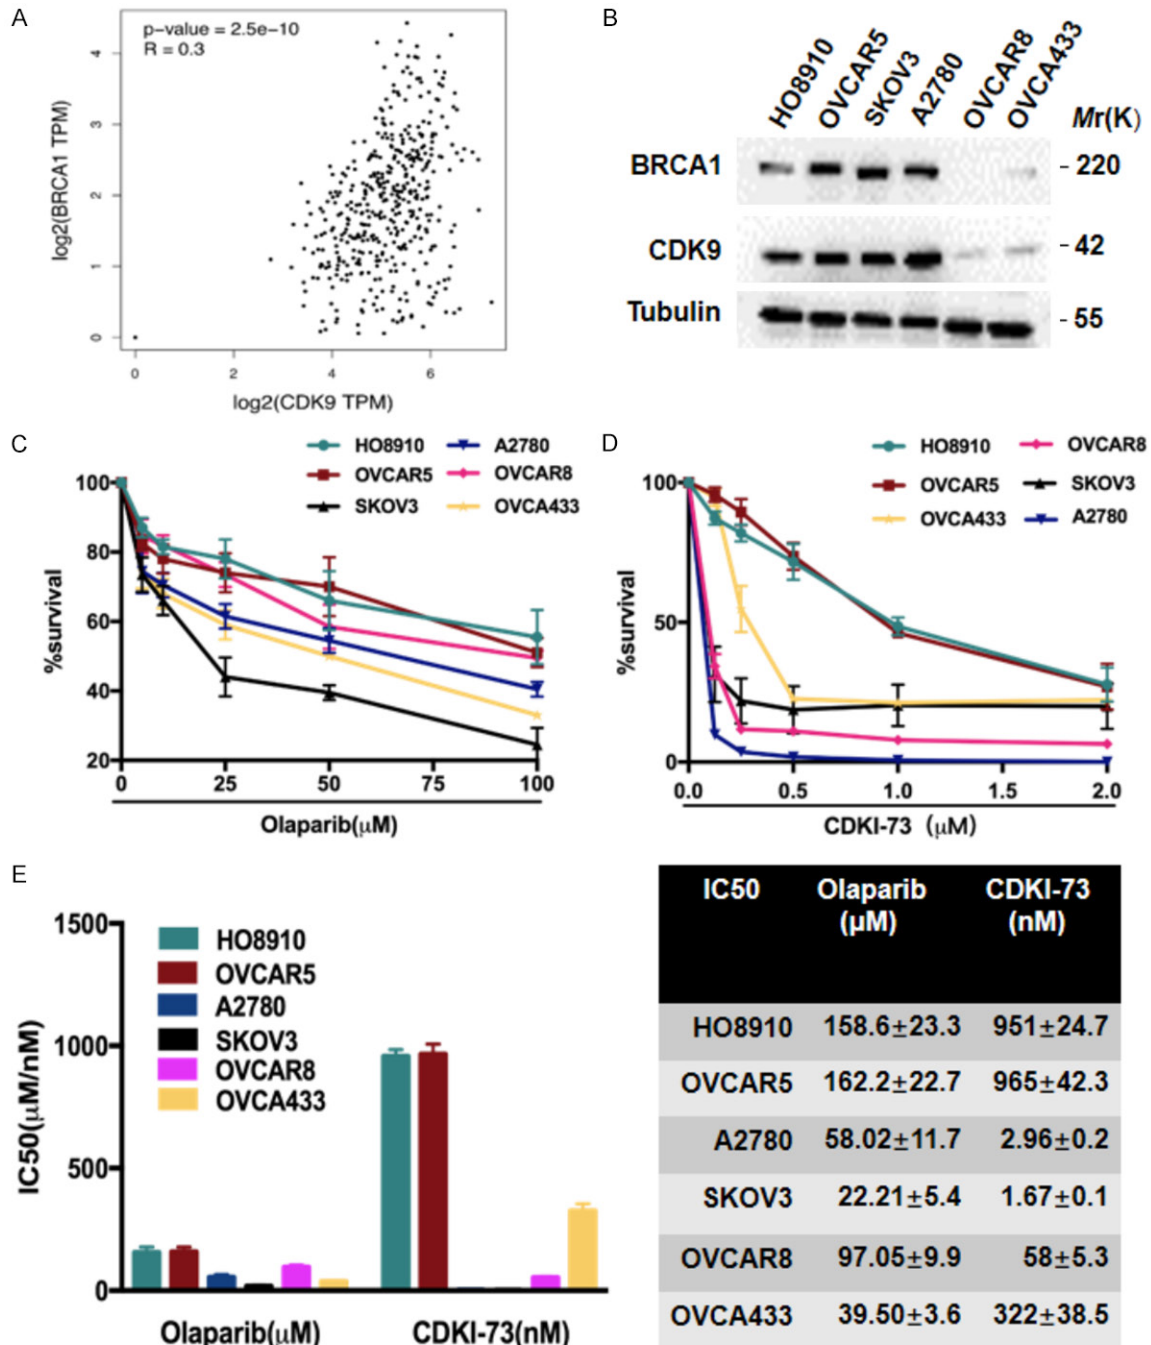 A
p-value = 2.5e-10
R = 0.3
log2(BRCA1 TPM)
4
3
2
1
0
0 2 4 6
log2(CDK9 TPM)
B
HO8910 OVCAR5 SKOV3 A2780 OVCAR8 OVCA433
Mr(K)
BRCA1 - 220
CDK9 - 42
Tubulin - 55
C
HO8910 A2780
OVCAR5 OVCAR8
SKOV3 OVCA433
%survival
100
80
60
40
20
0 25 50 75 100
Olaparib(μM)
D
HO8910 OVCAR8
OVCAR5 SKOV3
OVCA433 A2780
%survival
100
50
0
0.0 0.5 1.0 1.5 2.0
CDKI-73 (μM)
E
IC50(μM/nM)
1500
1000
500
0
HO8910
OVCAR5
A2780
SKOV3
OVCAR8
OVCA433
Olaparib(μM) CDKI-73(nM)
IC50 Olaparib CDKI-73
(μM) (nM)
HO8910 158.6±23.3 951±24.7
OVCAR5 162.2±22.7 965±42.3
A2780 58.02±11.7 2.96±0.2
SKOV3 22.21±5.4 1.67±0.1
OVCAR8 97.05±9.9 58±5.3
OVCA433 39.50±3.6 322±38.5